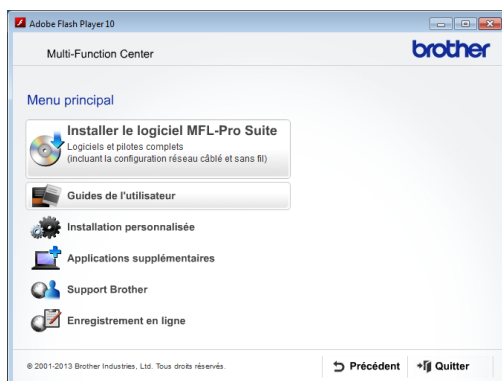 Adobe Flash Player 10
Multi-Function Center
brother
Menu principal
Installer le logiciel MFL-Pro Suite
Logiciels et pilotes complets
(incluant la configuration réseau câblé et sans fil)
Guides de l'utilisateur
Installation personnalisée
Applications supplémentaires
Support Brother
Enregistrement en ligne
© 2001-2013 Brother Industries, Ltd. Tous droits réservés.
Précédent
Quitter